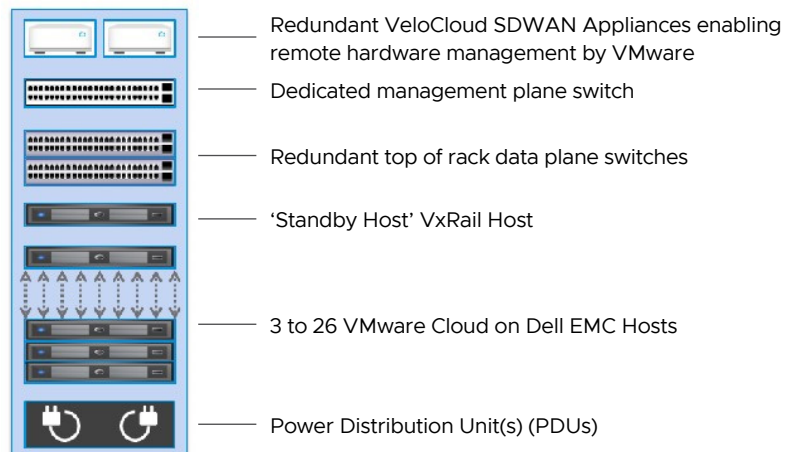 Redundant VeloCloud SDWAN Appliances enabling
remote hardware management by VMware
Dedicated management plane switch
Redundant top of rack data plane switches
‘Standby Host’ VxRail Host
3 to 26 VMware Cloud on Dell EMC Hosts
Power Distribution Unit(s) (PDUs)